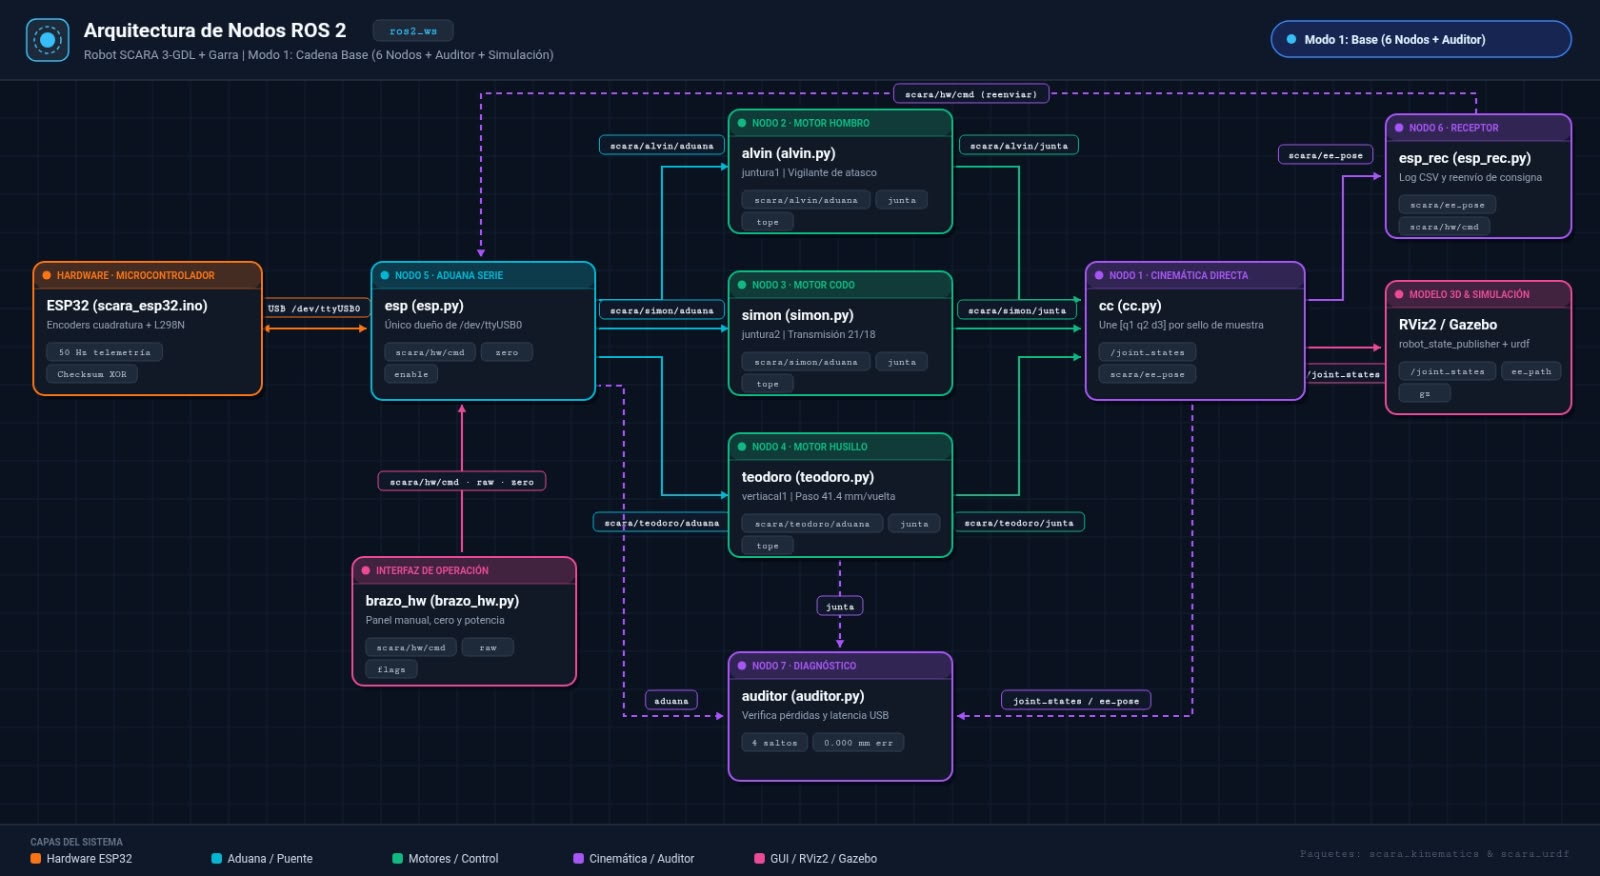 Arquitectura de Nodos ROS 2
ros2_ws
Robot SCARA 3-GDL + Garra | Modo 1: Cadena Base (6 Nodos + Auditor + Simulación)
Modo 1: Base (6 Nodos + Auditor)
scara/hw/cmd (reenviar)
NODO 2 · MOTOR HOMBRO
alvin (alvin.py)
juntura1 | Vigilante de atasco
scara/alvin/aduana
junta
tope
scara/alvin/aduana
scara/alvin/junta
scara/ee_pose
NODO 6 · RECEPTOR
esp_rec (esp_rec.py)
Log CSV y reenvío de consigna
scara/ee_pose
scara/hw/cmd
HARDWARE · MICROCONTROLADOR
ESP32 (scara_esp32.ino)
Encoders cuadratura + L298N
50 Hz telemetría
Checksum XOR
USB /dev/ttyUSB0
NODO 5 · ADUANA SERIE
esp (esp.py)
Único dueño de /dev/ttyUSB0
scara/hw/cmd
zero
enable
scara/simon/aduana
NODO 3 · MOTOR CODO
simon (simon.py)
juntura2 | Transmisión 21/18
scara/simon/aduana
junta
tope
scara/simon/junta
NODO 1 · CINEMÁTICA DIRECTA
cc (cc.py)
Une [q1 q2 d3] por sello de muestra
/joint_states
scara/ee_pose
/joint_states
MODELO 3D & SIMULACIÓN
RViz2 / Gazebo
robot_state_publisher + urdf
/joint_states
ee_path
gz
NODO 4 · MOTOR HUSILLO
teodoro (teodoro.py)
vertiacal1 | Paso 41.4 mm/vuelta
scara/teodoro/aduana
junta
tope
scara/teodoro/aduana
scara/teodoro/junta
scara/hw/cmd · raw · zero
INTERFAZ DE OPERACIÓN
brazo_hw (brazo_hw.py)
Panel manual, cero y potencia
scara/hw/cmd
raw
flags
junta
NODO 7 · DIAGNÓSTICO
auditor (auditor.py)
Verifica pérdidas y latencia USB
4 saltos
0.000 mm err
aduana
joint_states / ee_pose
CAPAS DEL SISTEMA
Hardware ESP32
Aduana / Puente
Motores / Control
Cinemática / Auditor
GUI / RViz2 / Gazebo
Paquetes: scara_kinematics & scara_urdf